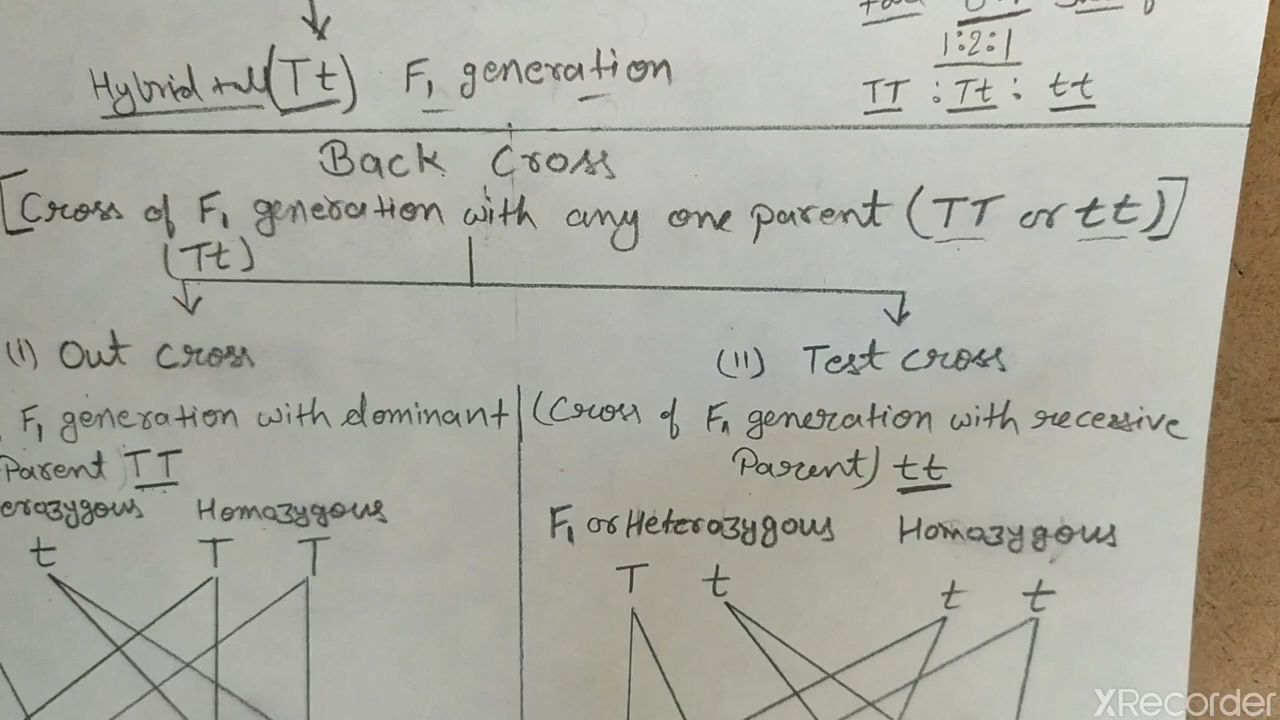 Hybrid tall (Tt) F1 generation
1:2:1
TT : Tt : tt
Back Cross
[Cross of F1 generation with any one parent (TT or tt)]
(Tt)
(I) Out cross
F1 generation with dominant
Parent TT
erozygous Homozygous
t T T
(II) Test cross
(Cross of F1 generation with recessive
Parent) tt
F1 or Heterozygous Homozygous
T t t t
XRecorder